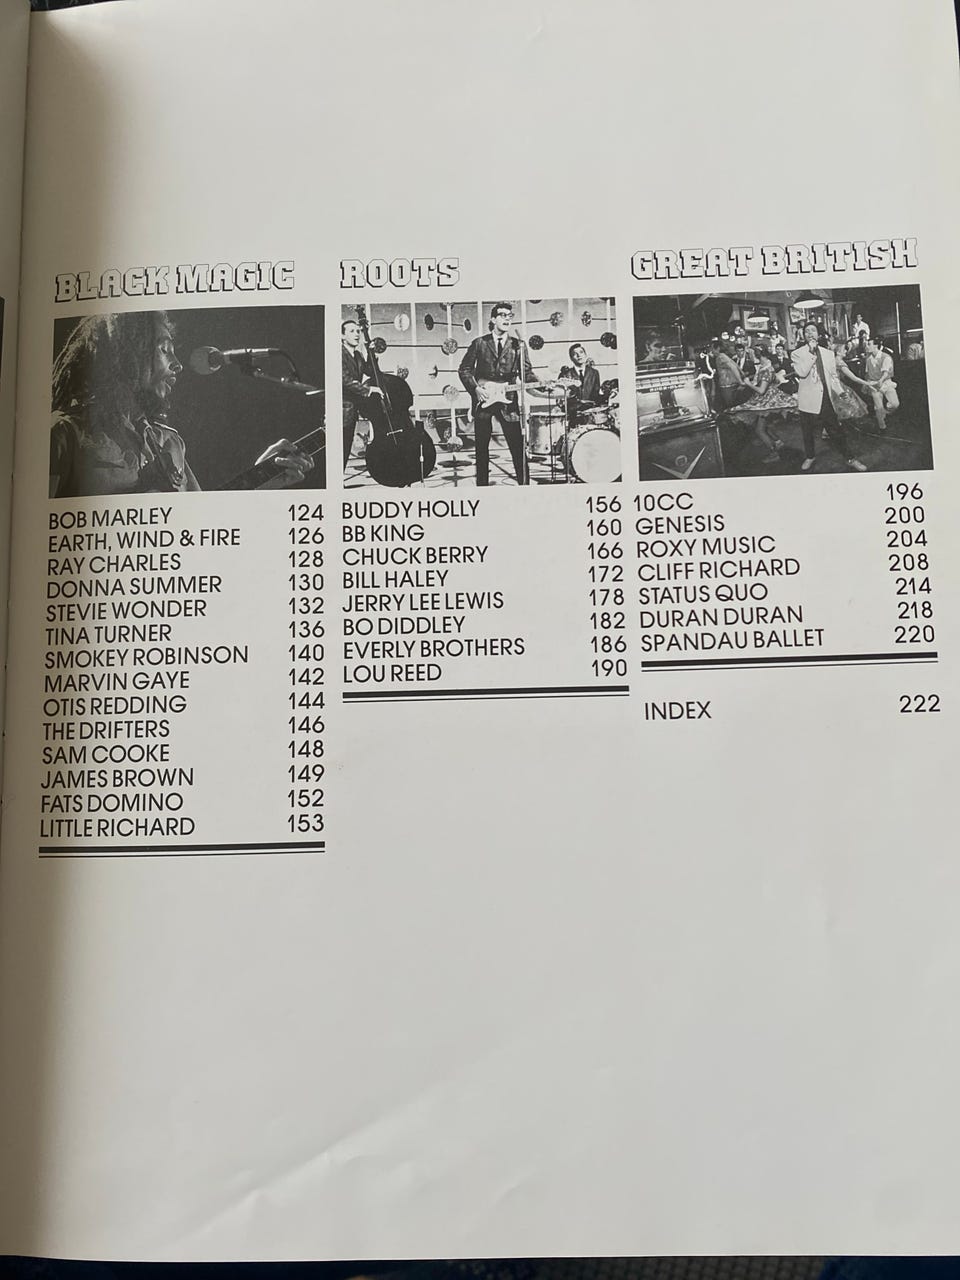 BLACK MAGIC
BOB MARLEY 124
EARTH, WIND & FIRE 126
RAY CHARLES 128
DONNA SUMMER 130
STEVIE WONDER 132
TINA TURNER 136
SMOKEY ROBINSON 140
MARVIN GAYE 142
OTIS REDDING 144
THE DRIFTERS 146
SAM COOKE 148
JAMES BROWN 149
FATS DOMINO 152
LITTLE RICHARD 153
ROOTS
BUDDY HOLLY 156
BB KING 160
CHUCK BERRY 166
BILL HALEY 172
JERRY LEE LEWIS 178
BO DIDDLEY 182
EVERLY BROTHERS 186
LOU REED 190
GREAT BRITISH
10CC 196
GENESIS 200
ROXY MUSIC 204
CLIFF RICHARD 208
STATUS QUO 214
DURAN DURAN 218
SPANDAU BALLET 220
INDEX 222